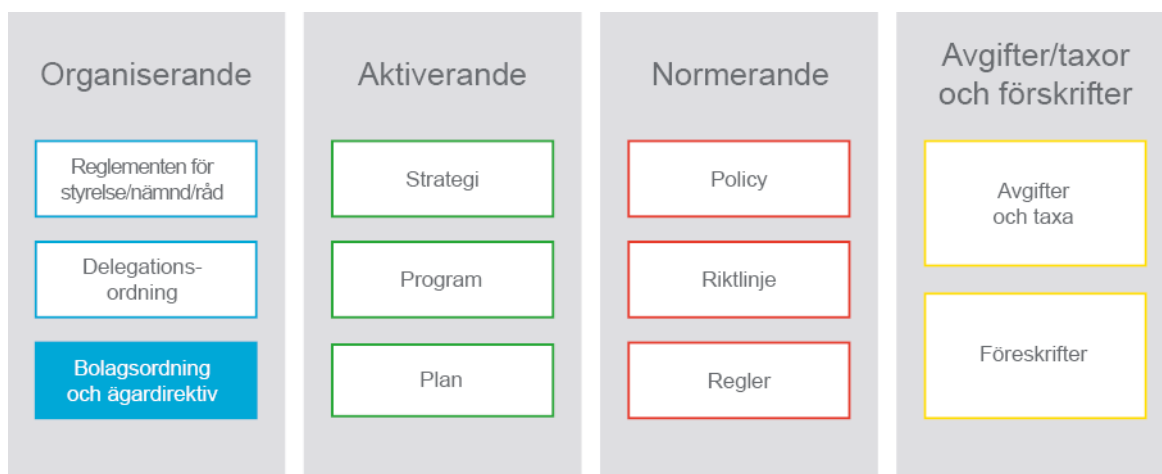 Organiserande
Reglementen för
styrelse/nämnd/råd
Delegations-
ordning
Bolagsordning
och ägardirektiv
Aktiverande
Strategi
Program
Plan
Normerande
Policy
Riktlinje
Regler
Avgifter/taxor
och förskrifter
Avgifter
och taxa
Föreskrifter